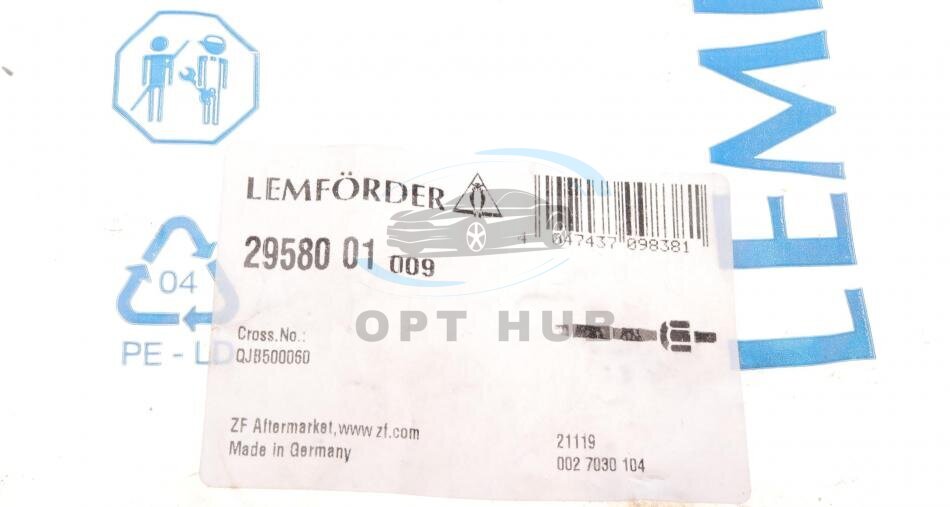 LEMFÖRDER
4 047437 098381
29580 01 009
OPT HUB
Cross.No.:
QJB500060
ZF Aftermarket,www.zf.com
Made in Germany
21119
002 7030 104
04
PE - LD
LEM
LEM